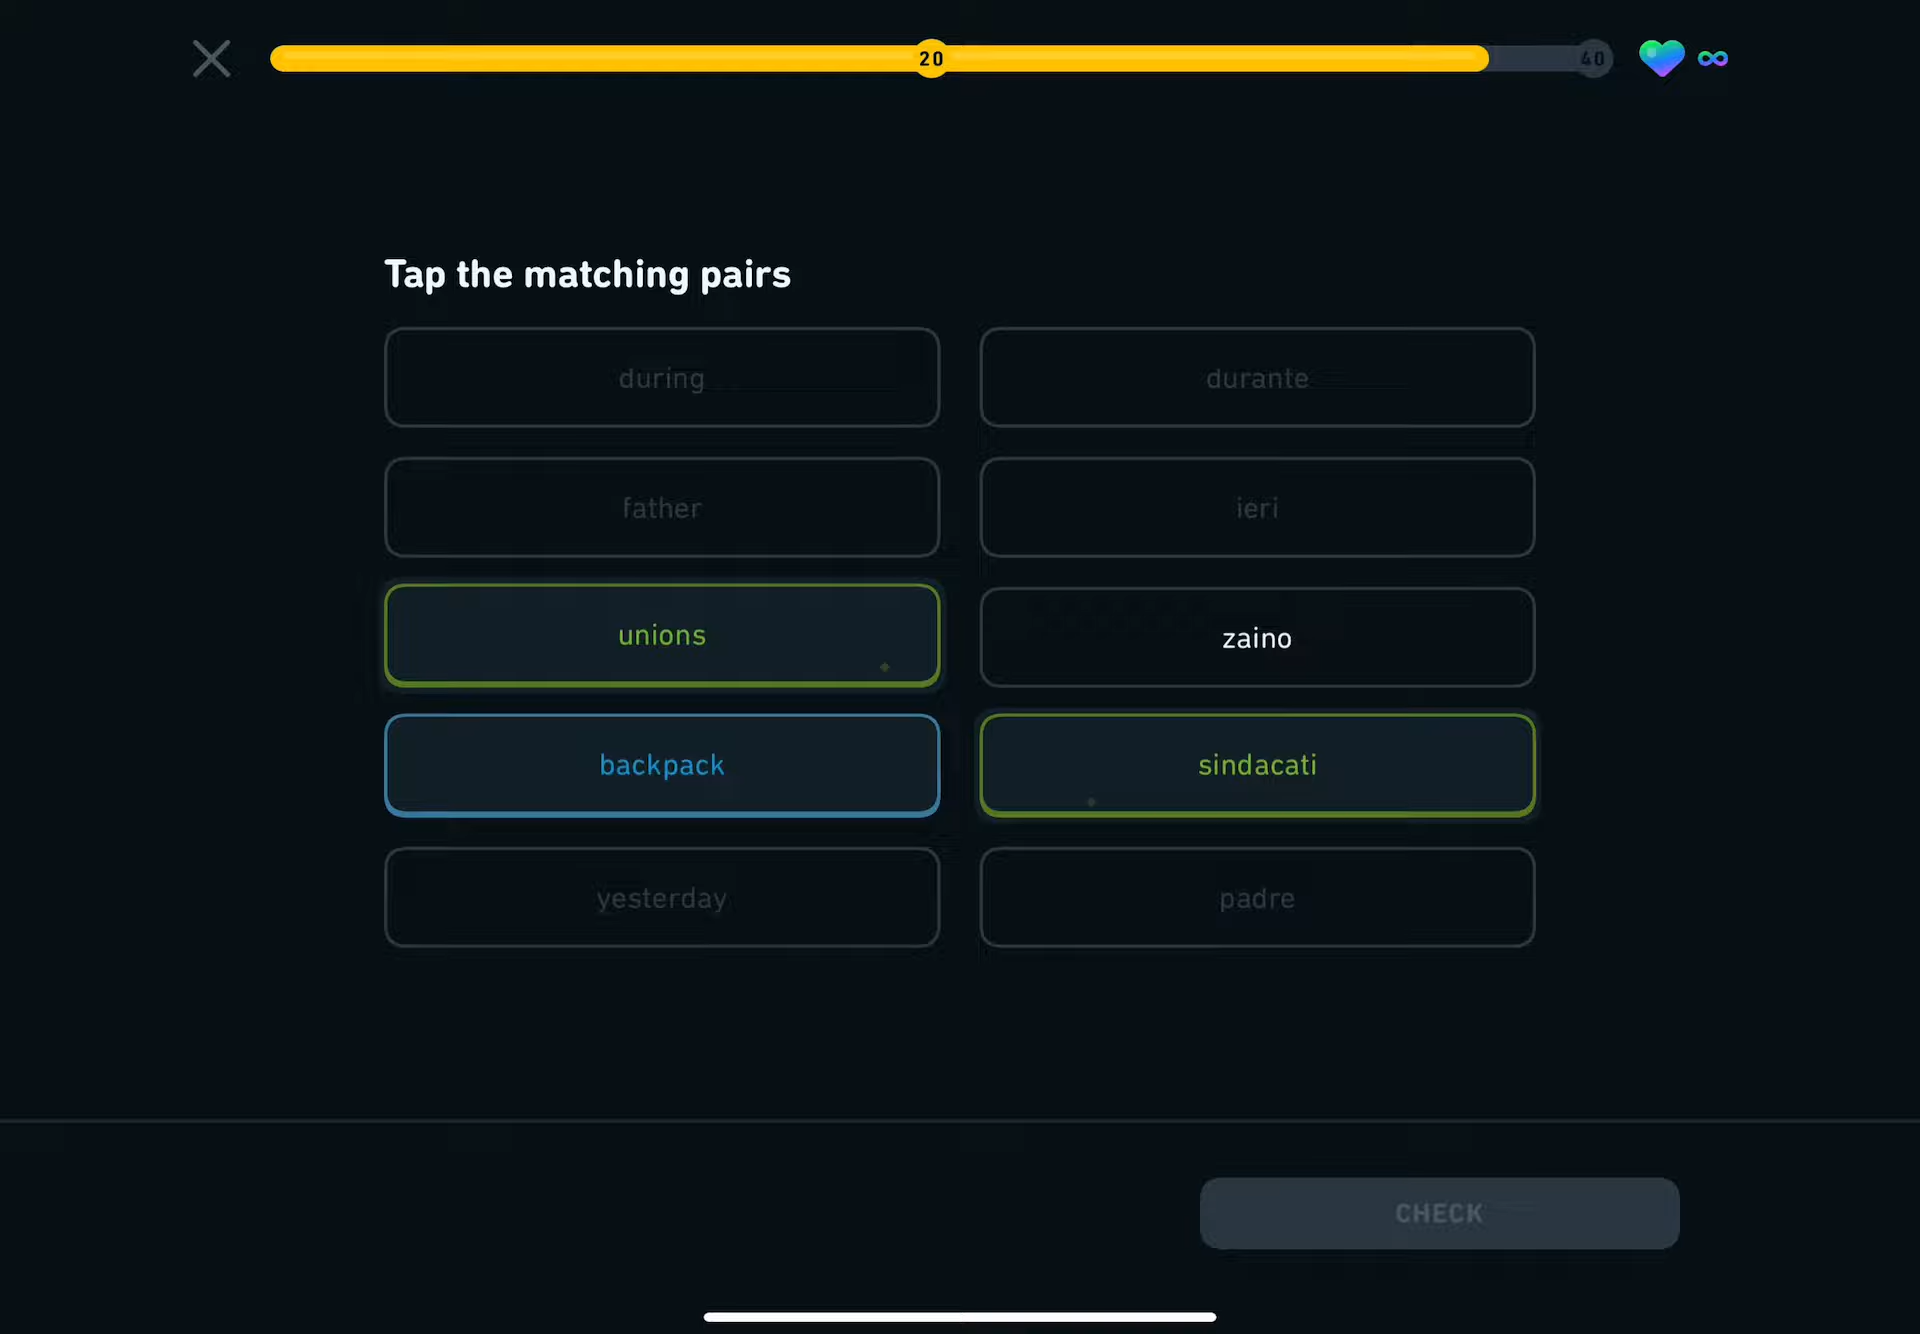 20
40
Tap the matching pairs
during
durante
father
ieri
unions
zaino
backpack
sindacati
yesterday
padre
CHECK